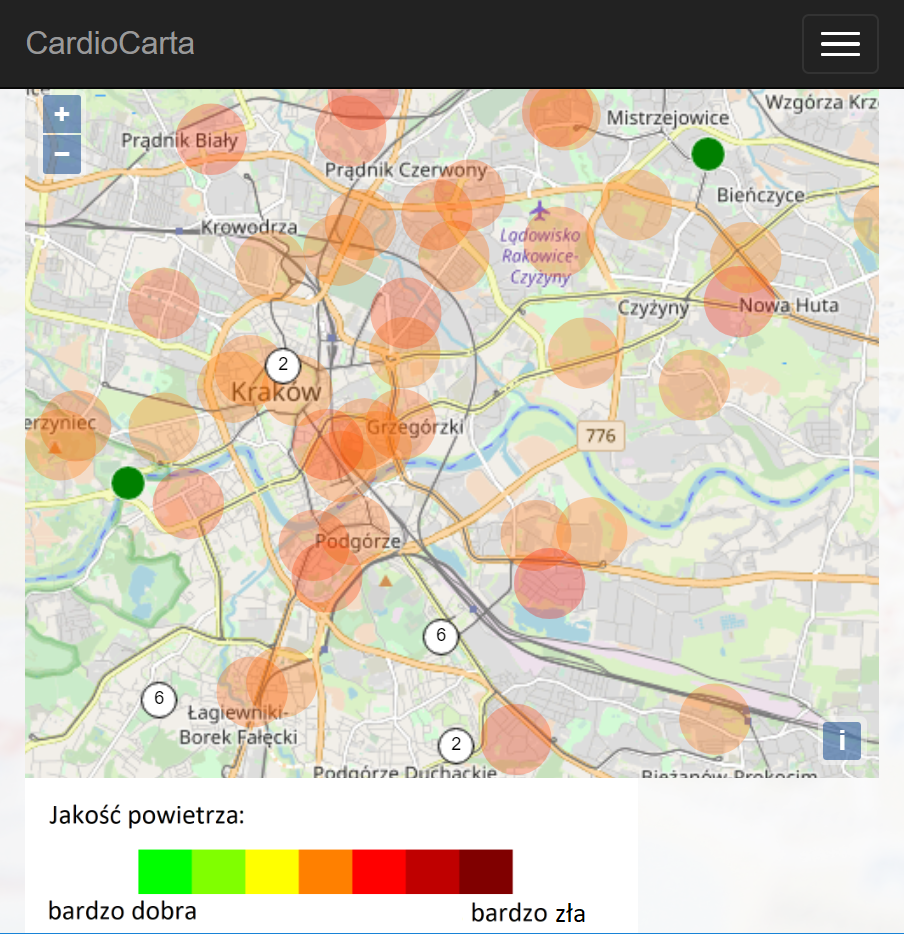 CardioCarta
+
−
Prądnik Biały
Mistrzejowice
Wzgórza Krz
Prądnik Czerwony
Bieńczyce
Krowodrza
Lądowisko
Rakowice-
Czyżyny
Czyżyny
Nowa Huta
2
Kraków
erzyniec
Grzegórzki
776
Podgórze
6
6
Łagiewniki-
Borek Fałęcki
2
i
Podgórze Duchackie
Bieżanów-Prokocim
Jakość powietrza:
bardzo dobra
bardzo zła